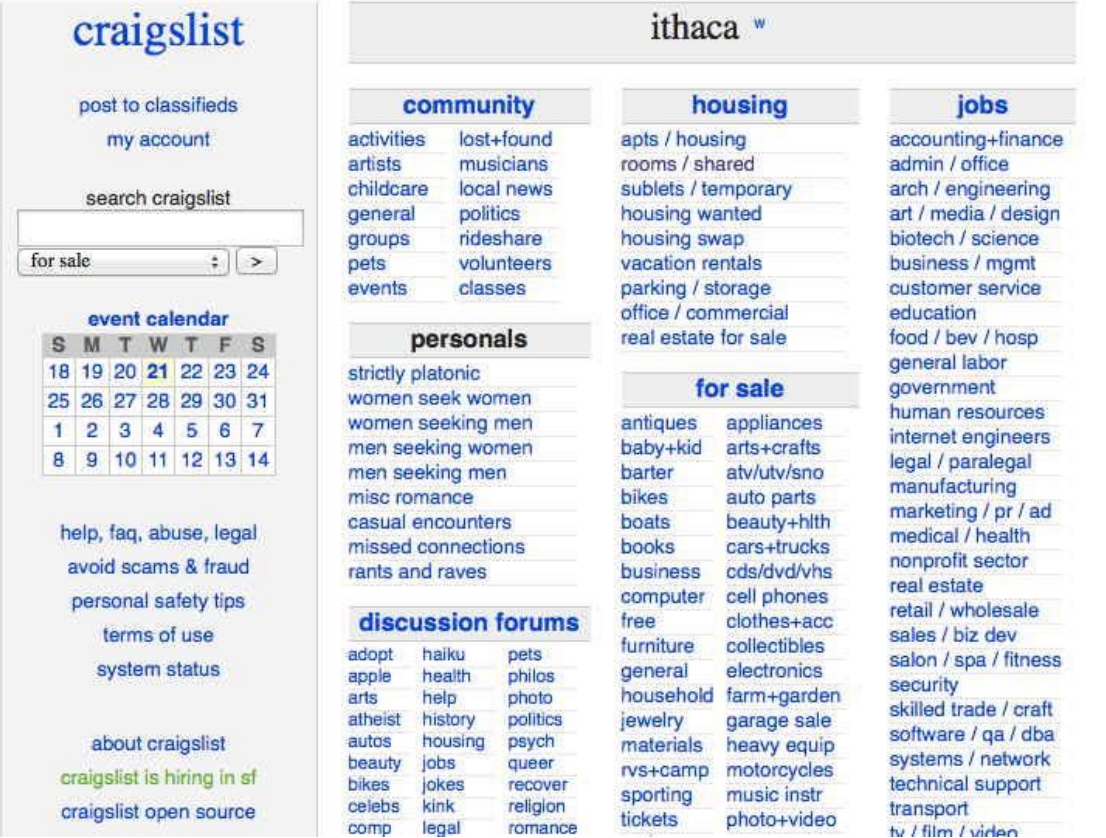 craigslist
post to classifieds
my account
search craigslist
for sale
>
event calendar
S M T W T F S
18 19 20 21 22 23 24
25 26 27 28 29 30 31
1 2 3 4 5 6 7
8 9 10 11 12 13 14
help, faq, abuse, legal
avoid scams & fraud
personal safety tips
terms of use
system status
about craigslist
craigslist is hiring in sf
craigslist open source
ithaca w
community
activities lost+found
artists musicians
childcare local news
general politics
groups rideshare
pets volunteers
events classes
personals
strictly platonic
women seek women
women seeking men
men seeking women
men seeking men
misc romance
casual encounters
missed connections
rants and raves
discussion forums
adopt haiku pets
apple health philos
arts help photo
atheist history politics
autos housing psych
beauty jobs queer
bikes jokes recover
celebs kink religion
comp legal romance
housing
apts / housing
rooms / shared
sublets / temporary
housing wanted
housing swap
vacation rentals
parking / storage
office / commercial
real estate for sale
for sale
antiques appliances
baby+kid arts+crafts
barter atv/utv/sno
bikes auto parts
boats beauty+hlth
books cars+trucks
business cds/dvd/vhs
computer cell phones
free clothes+acc
furniture collectibles
general electronics
household farm+garden
jewelry garage sale
materials heavy equip
rvs+camp motorcycles
sporting music instr
tickets photo+video
jobs
accounting+finance
admin / office
arch / engineering
art / media / design
biotech / science
business / mgmt
customer service
education
food / bev / hosp
general labor
government
human resources
internet engineers
legal / paralegal
manufacturing
marketing / pr / ad
medical / health
nonprofit sector
real estate
retail / wholesale
sales / biz dev
salon / spa / fitness
security
skilled trade / craft
software / qa / dba
systems / network
technical support
transport
tv / film / video